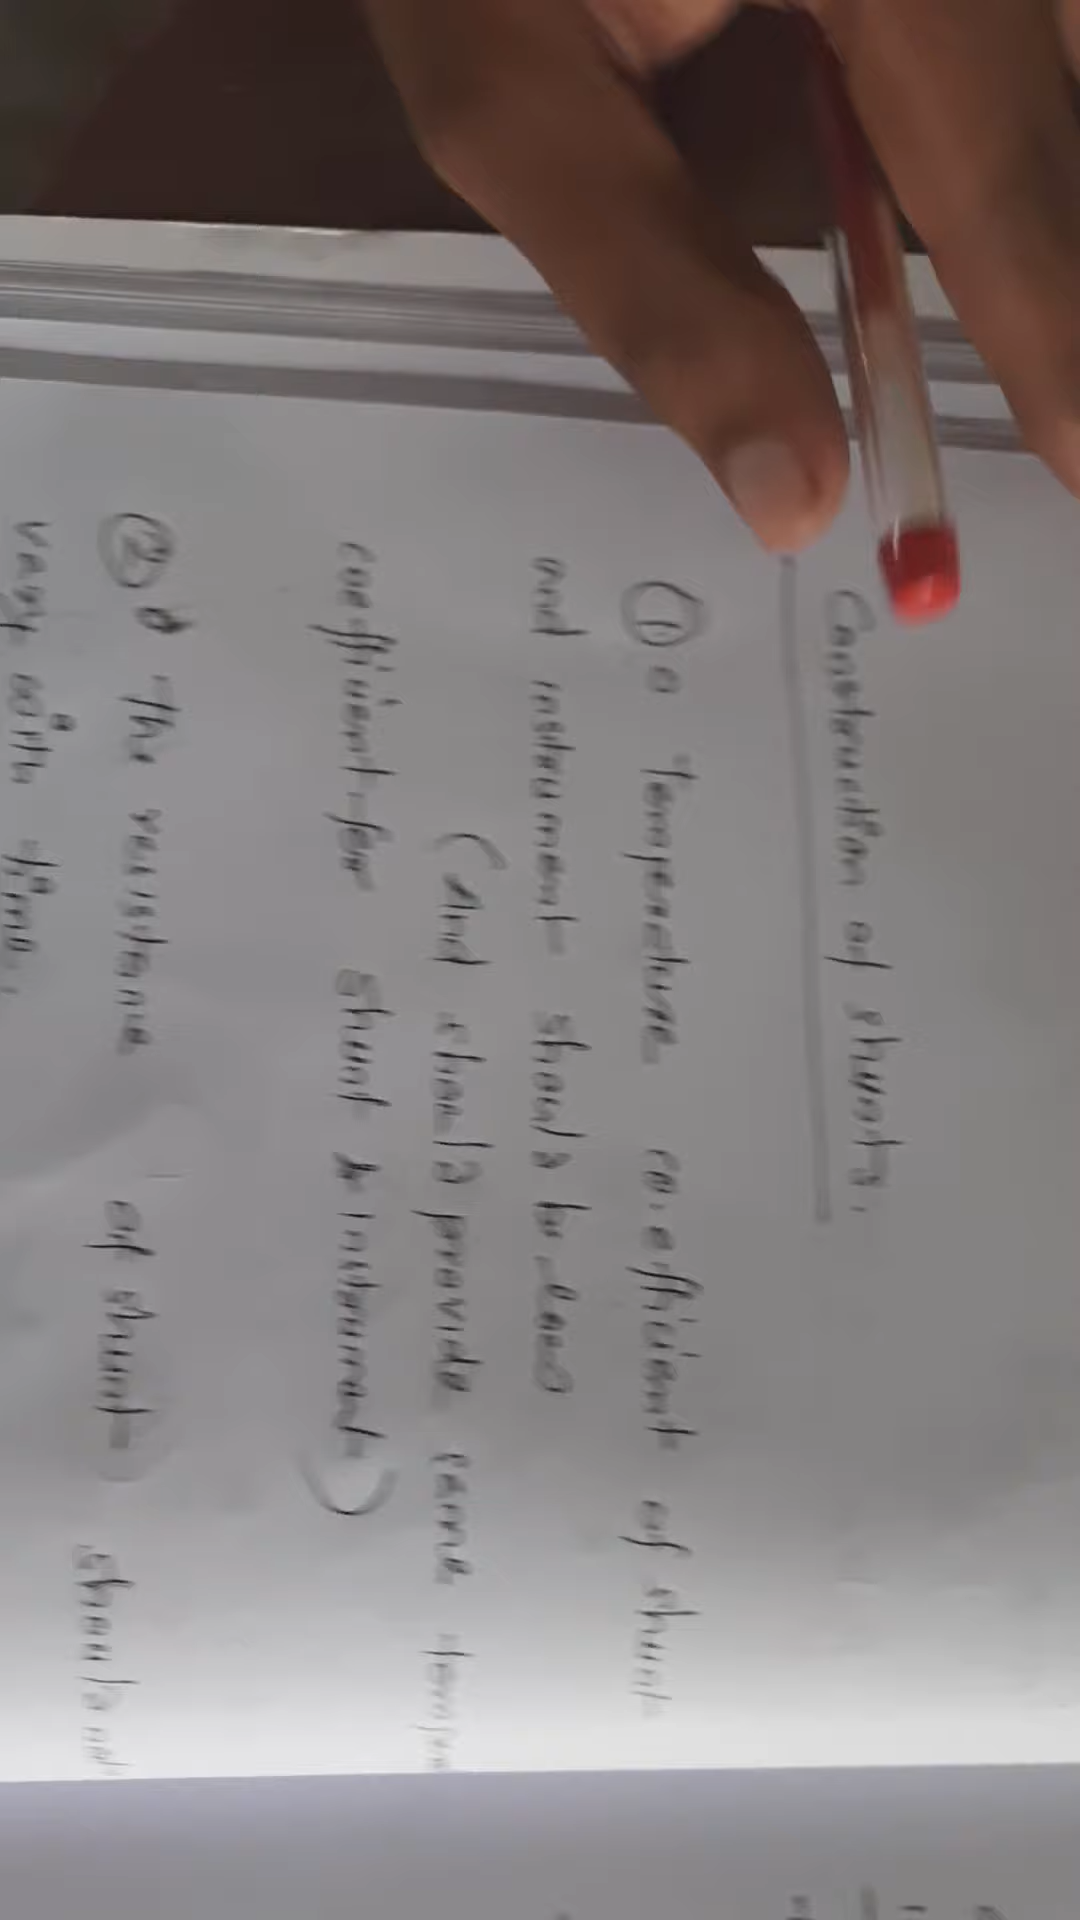 Construction of shunts.
① Temperature co.efficient of shunt
and instrument should be less
(And should provide same temp
coefficient for shunt & instrument)
② The resistance of shunt should not
vary with time.